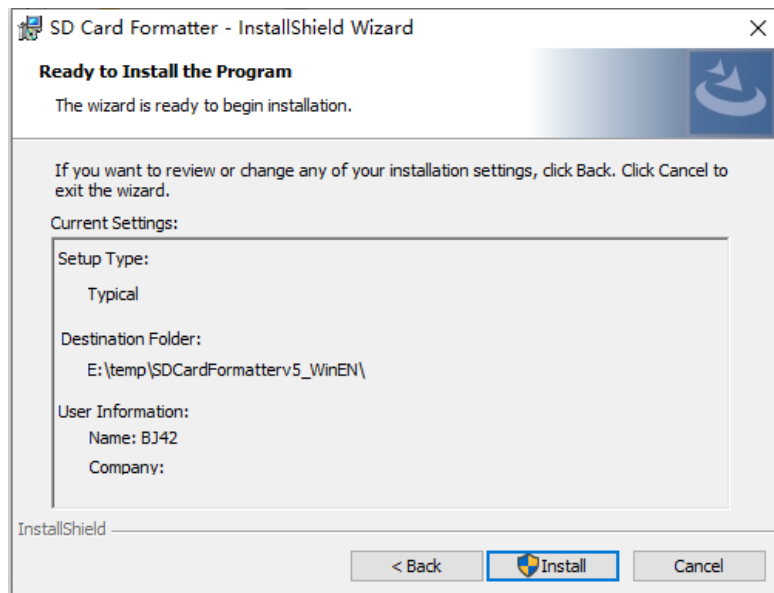 SD Card Formatter - InstallShield Wizard
Ready to Install the Program
The wizard is ready to begin installation.
If you want to review or change any of your installation settings, click Back. Click Cancel to
exit the wizard.
Current Settings:
Setup Type:
Typical
Destination Folder:
E:\temp\SDCardFormatterv5_WinEN\
User Information:
Name: BJ42
Company:
InstallShield
< Back
Install
Cancel